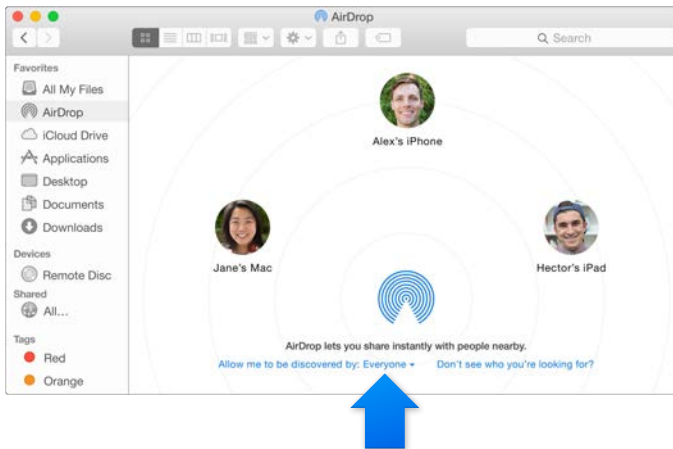 AirDrop
Search
Favorites
All My Files
AirDrop
iCloud Drive
Applications
Desktop
Documents
Downloads
Devices
Remote Disc
Shared
All...
Tags
Red
Orange
Alex's iPhone
Jane's Mac
Hector's iPad
AirDrop lets you share instantly with people nearby.
Allow me to be discovered by: Everyone Don't see who you're looking for?